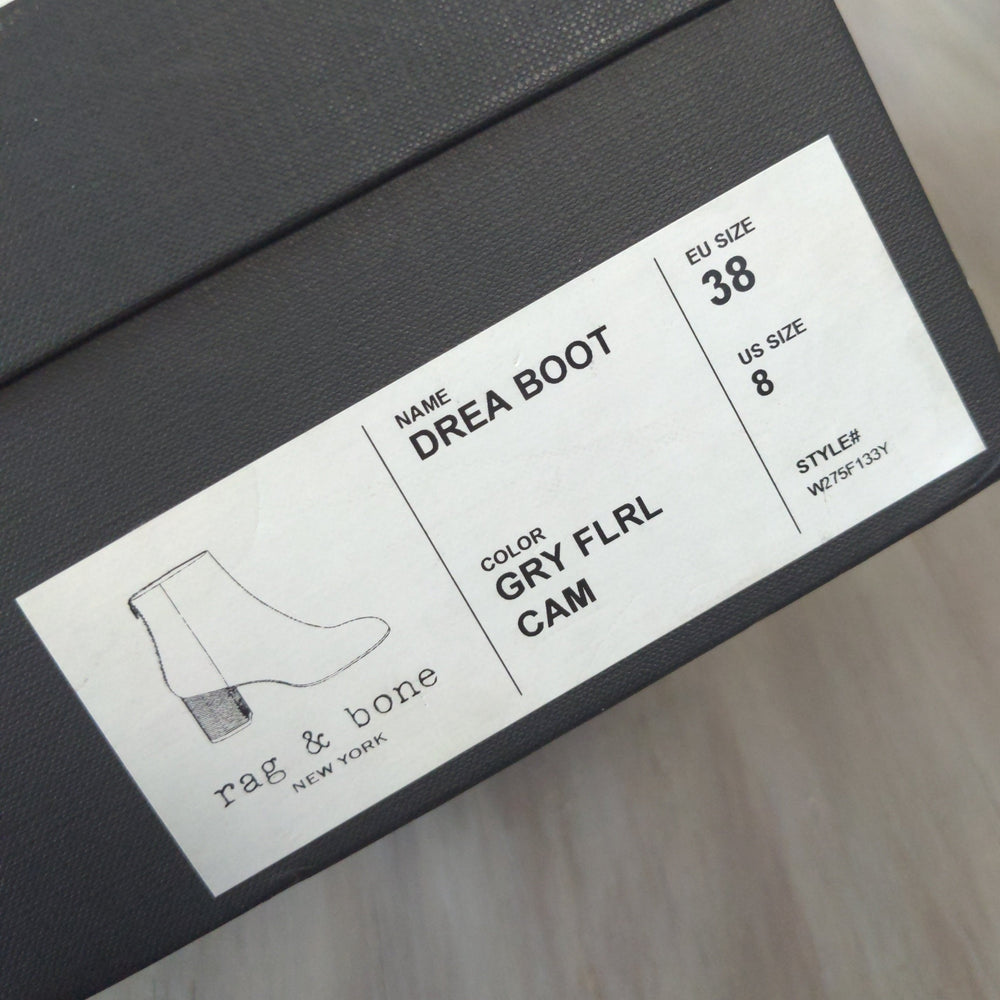 rag & bone
NEW YORK
NAME
DREA BOOT
COLOR
GRY FLRL
CAM
EU SIZE
38
US SIZE
8
STYLE#
W275F133Y